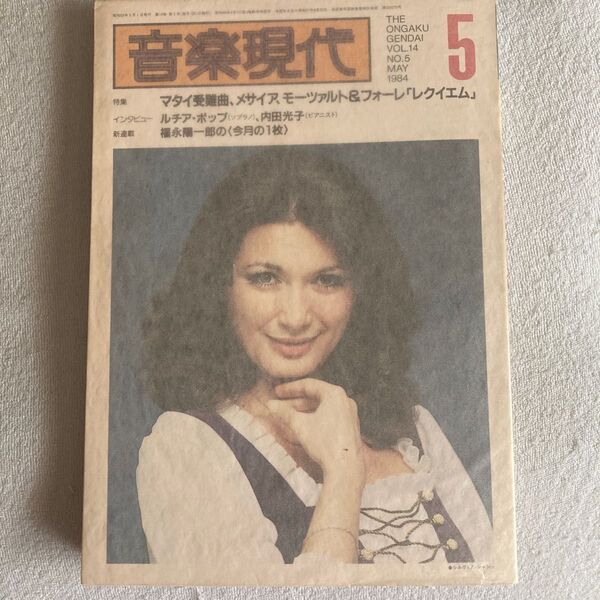 音楽現代
THE
ONGAKU
GENDAI
VOL.14
NO.5
MAY
1984
5
特集 マタイ受難曲、メサイア、モーツァルト&フォーレ「レクイエム」
インタビュー ルチア・ポップ(ソプラノ)、内田光子(ピアニスト)
新連載 福永陽一郎の〈今月の1枚〉